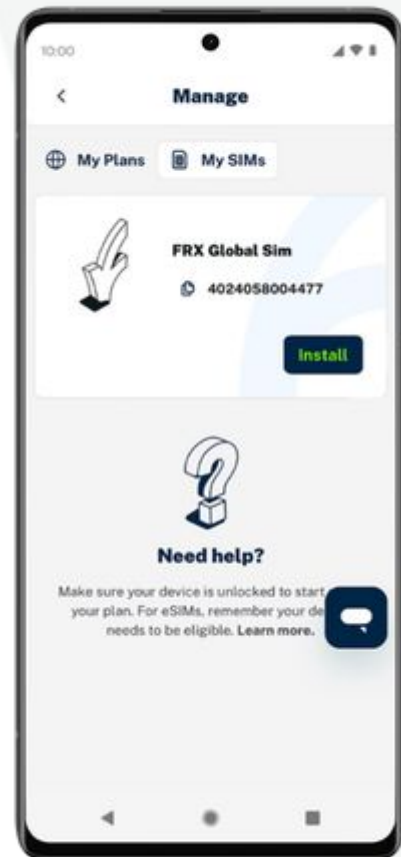 10:00
Manage
My Plans
My SIMs
FRX Global Sim
4024058004477
Install
Need help?
Make sure your device is unlocked to start
your plan. For eSIMs, remember your
needs to be eligible. Learn more.